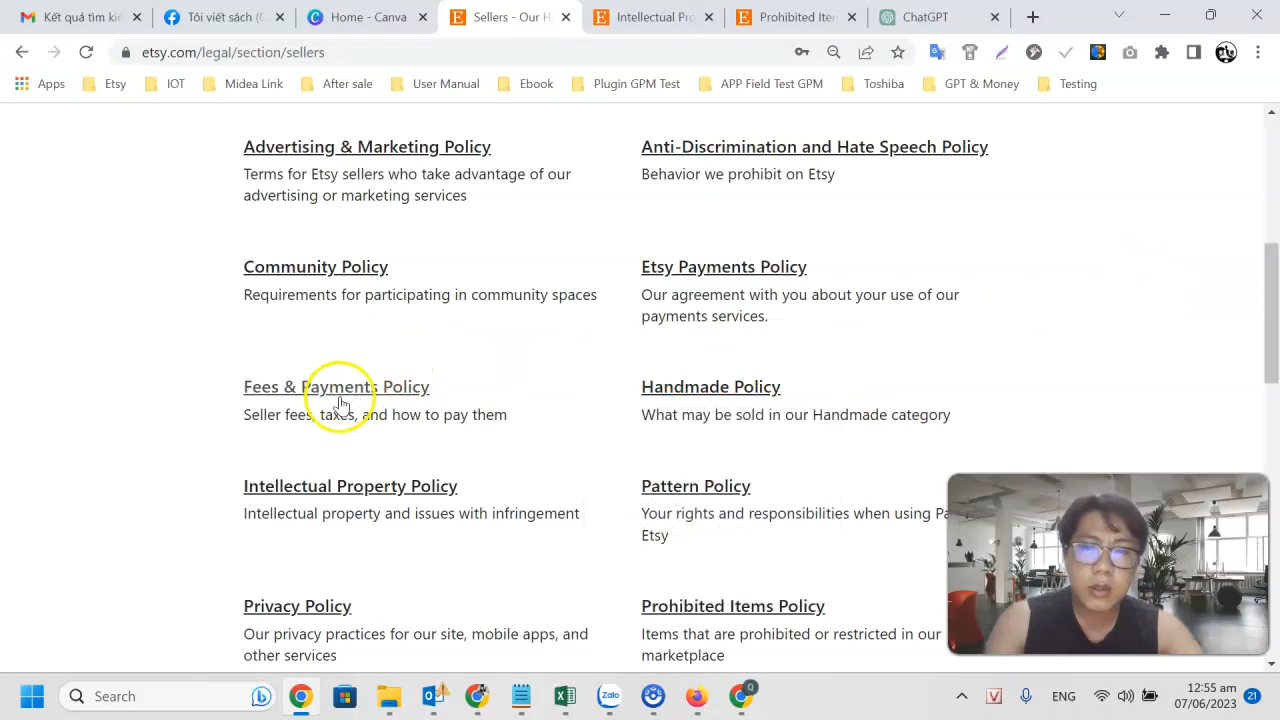 Kết quả tìm kiế
Tôi viết sách (
Home - Canva
Sellers - Our H
Intellectual Pro
Prohibited Item
ChatGPT
etsy.com/legal/section/sellers
Apps
Etsy
IOT
Midea Link
After sale
User Manual
Ebook
Plugin GPM Test
APP Field Test GPM
Toshiba
GPT & Money
Testing
Advertising & Marketing Policy
Terms for Etsy sellers who take advantage of our
advertising or marketing services
Anti-Discrimination and Hate Speech Policy
Behavior we prohibit on Etsy
Community Policy
Requirements for participating in community spaces
Etsy Payments Policy
Our agreement with you about your use of our
payments services.
Fees & Payments Policy
Seller fees, taxes, and how to pay them
Handmade Policy
What may be sold in our Handmade category
Intellectual Property Policy
Intellectual property and issues with infringement
Pattern Policy
Your rights and responsibilities when using Pa
Etsy
Privacy Policy
Our privacy practices for our site, mobile apps, and
other services
Prohibited Items Policy
Items that are prohibited or restricted in our
marketplace
Search
Zalo
Q
V
ENG
12:55 am
07/06/2023
21